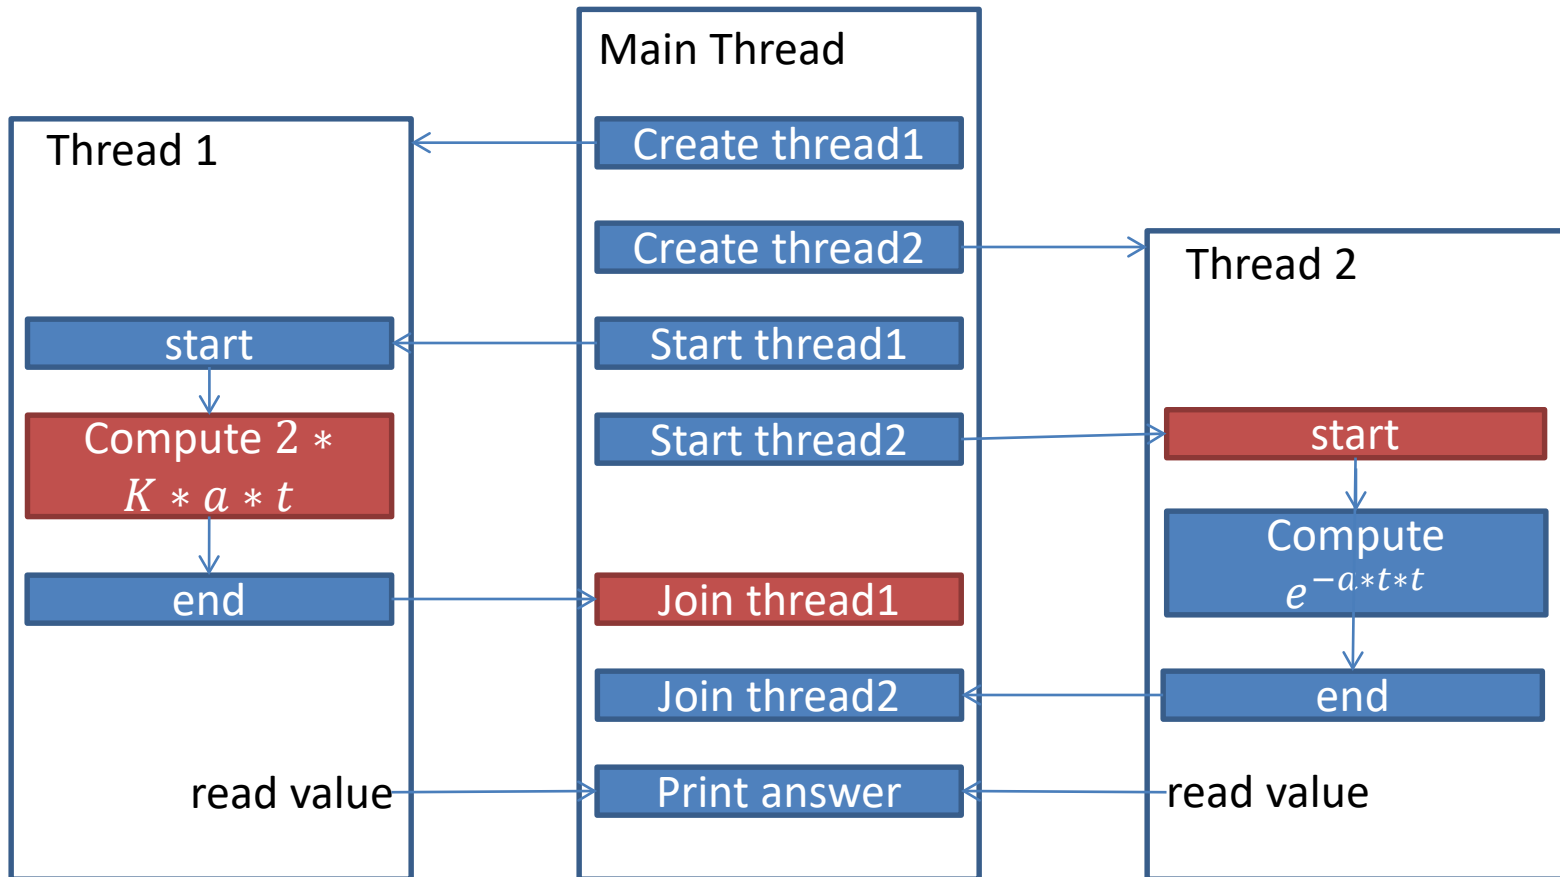 Main Thread
Thread 1
Create thread1
Create thread2
Thread 2
start
Start thread1
Compute 2 ∗
K ∗ a ∗ t
Start thread2
start
Compute
e^{−a∗t∗t}
end
Join thread1
Join thread2
end
read value
Print answer
read value